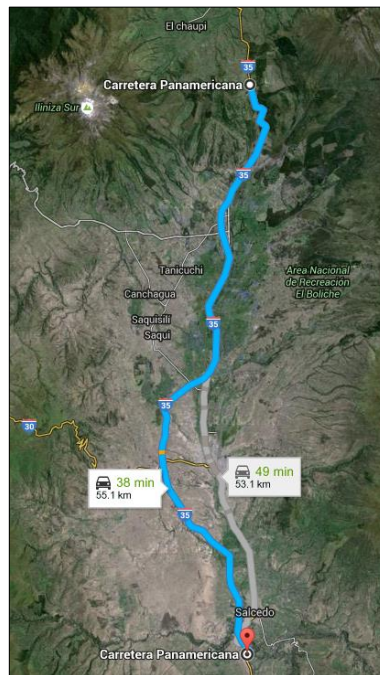 El chaupi
35
Carretera Panamericana
Iliniza Sur
35
Tanicuchi
Área Nacional
de Recreación
El Boliche
Canchagua
Saquisilí
Saqui
35
35
30
38 min
55.1 km
49 min
53.1 km
35
Salcedo
Carretera Panamericana